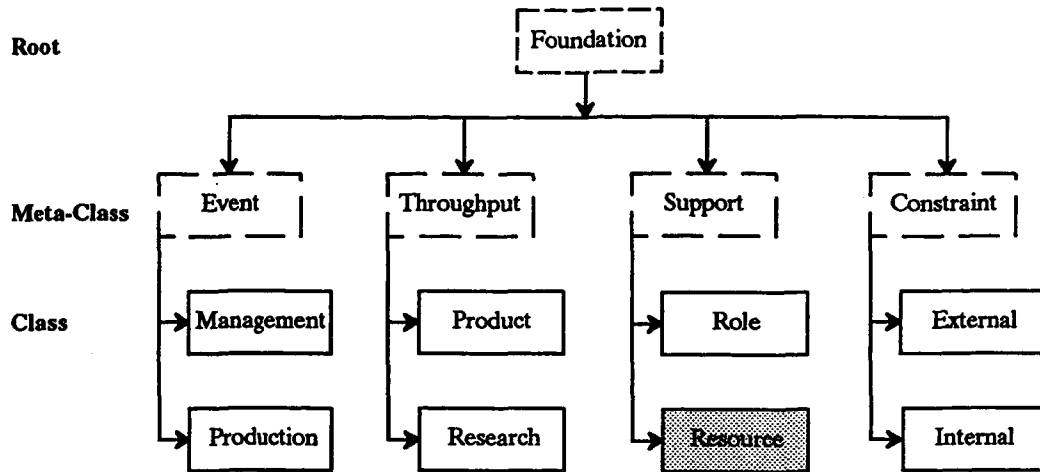 Root
Foundation
Meta-Class
Event
Throughput
Support
Constraint
Class
Management
Product
Role
External
Production
Research
Resource
Internal